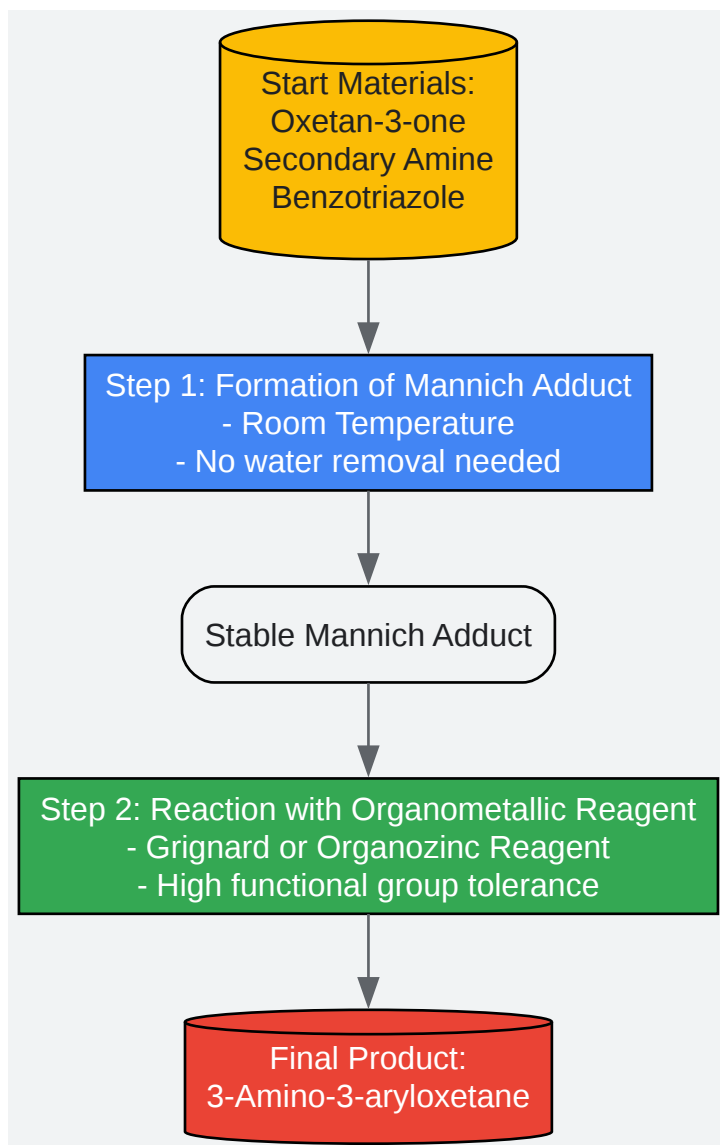 Start Materials:
Oxetan-3-one
Secondary Amine
Benzotriazole
Step 1: Formation of Mannich Adduct
- Room Temperature
- No water removal needed
Stable Mannich Adduct
Step 2: Reaction with Organometallic Reagent
- Grignard or Organozinc Reagent
- High functional group tolerance
Final Product:
3-Amino-3-aryloxetane